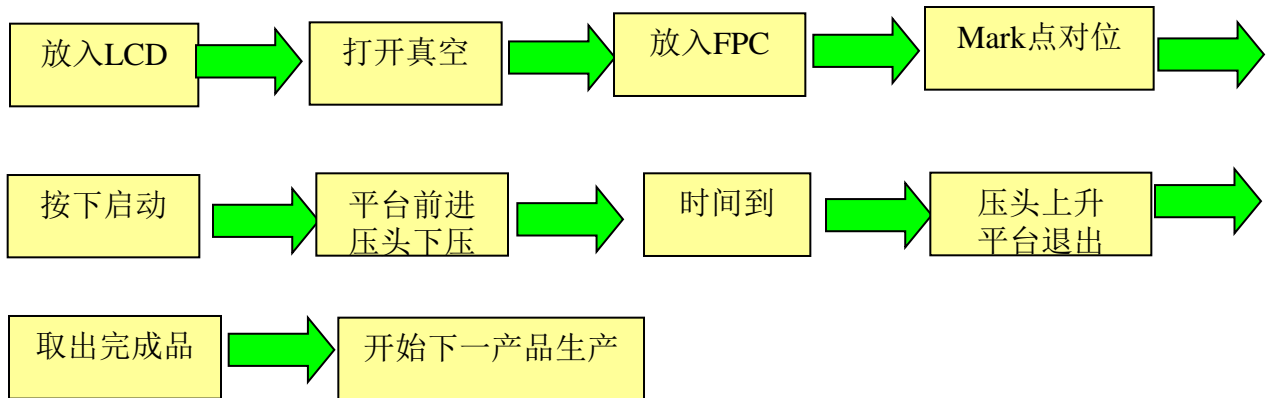 放入LCD
打开真空
放入FPC
Mark点对位
按下启动
平台前进
压头下压
时间到
压头上升
平台退出
取出完成品
开始下一产品生产